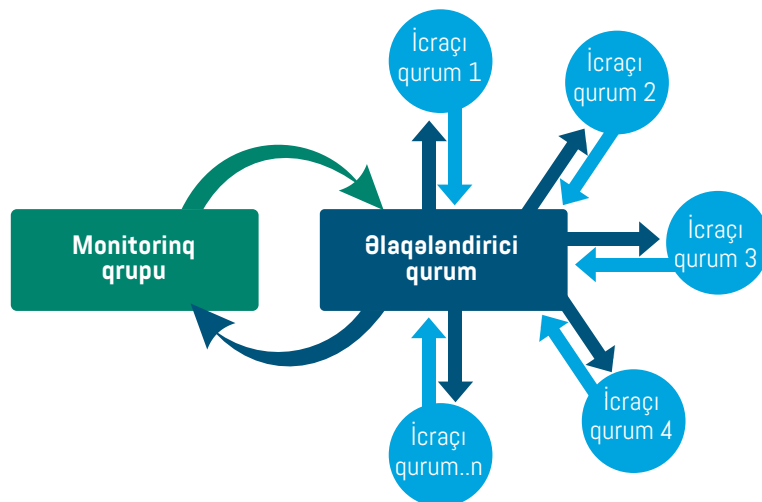 İcraçı
qurum 1
İcraçı
qurum 2
Monitorinq
qrupu
Əlaqələndirici
qurum
İcraçı
qurum 3
İcraçı
qurum 4
İcraçı
qurum..n